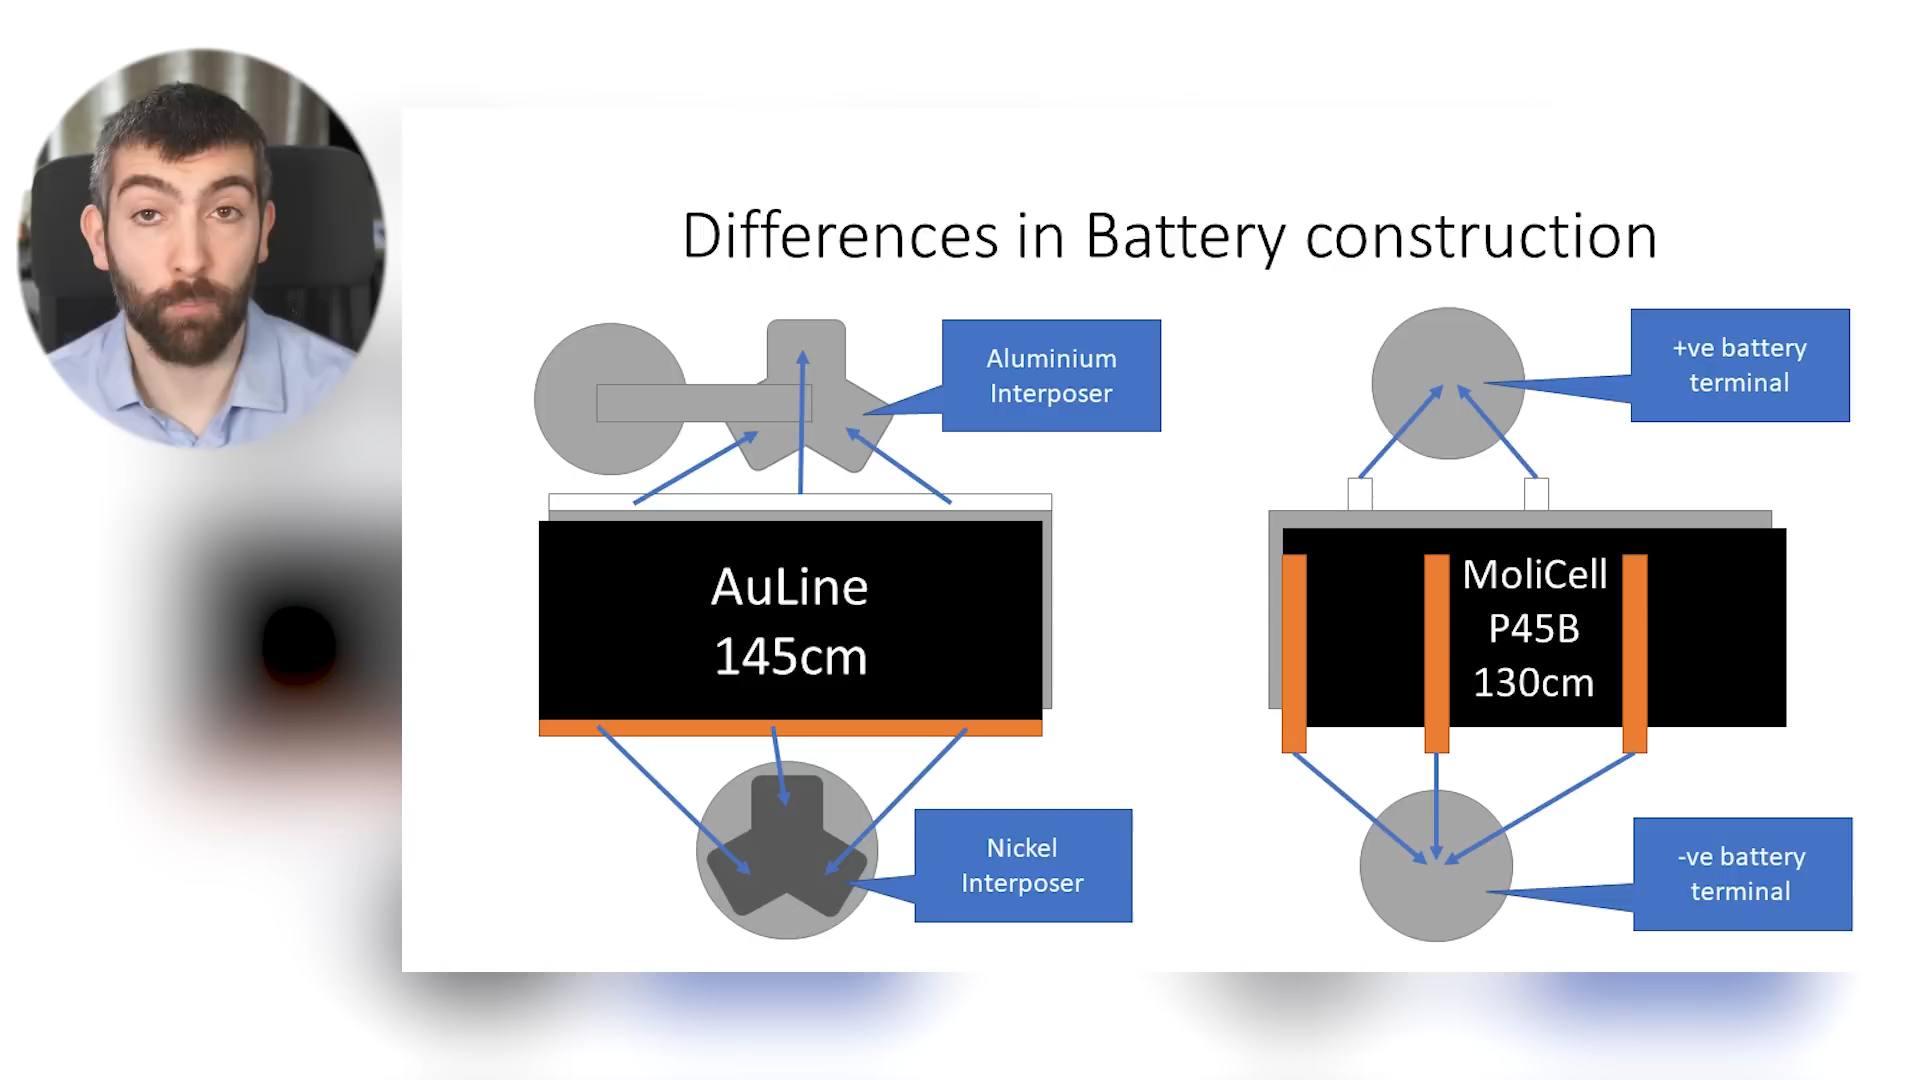 Differences in Battery construction
Aluminium
Interposer
+ve battery
terminal
AuLine
145cm
MoliCell
P45B
130cm
Nickel
Interposer
-ve battery
terminal